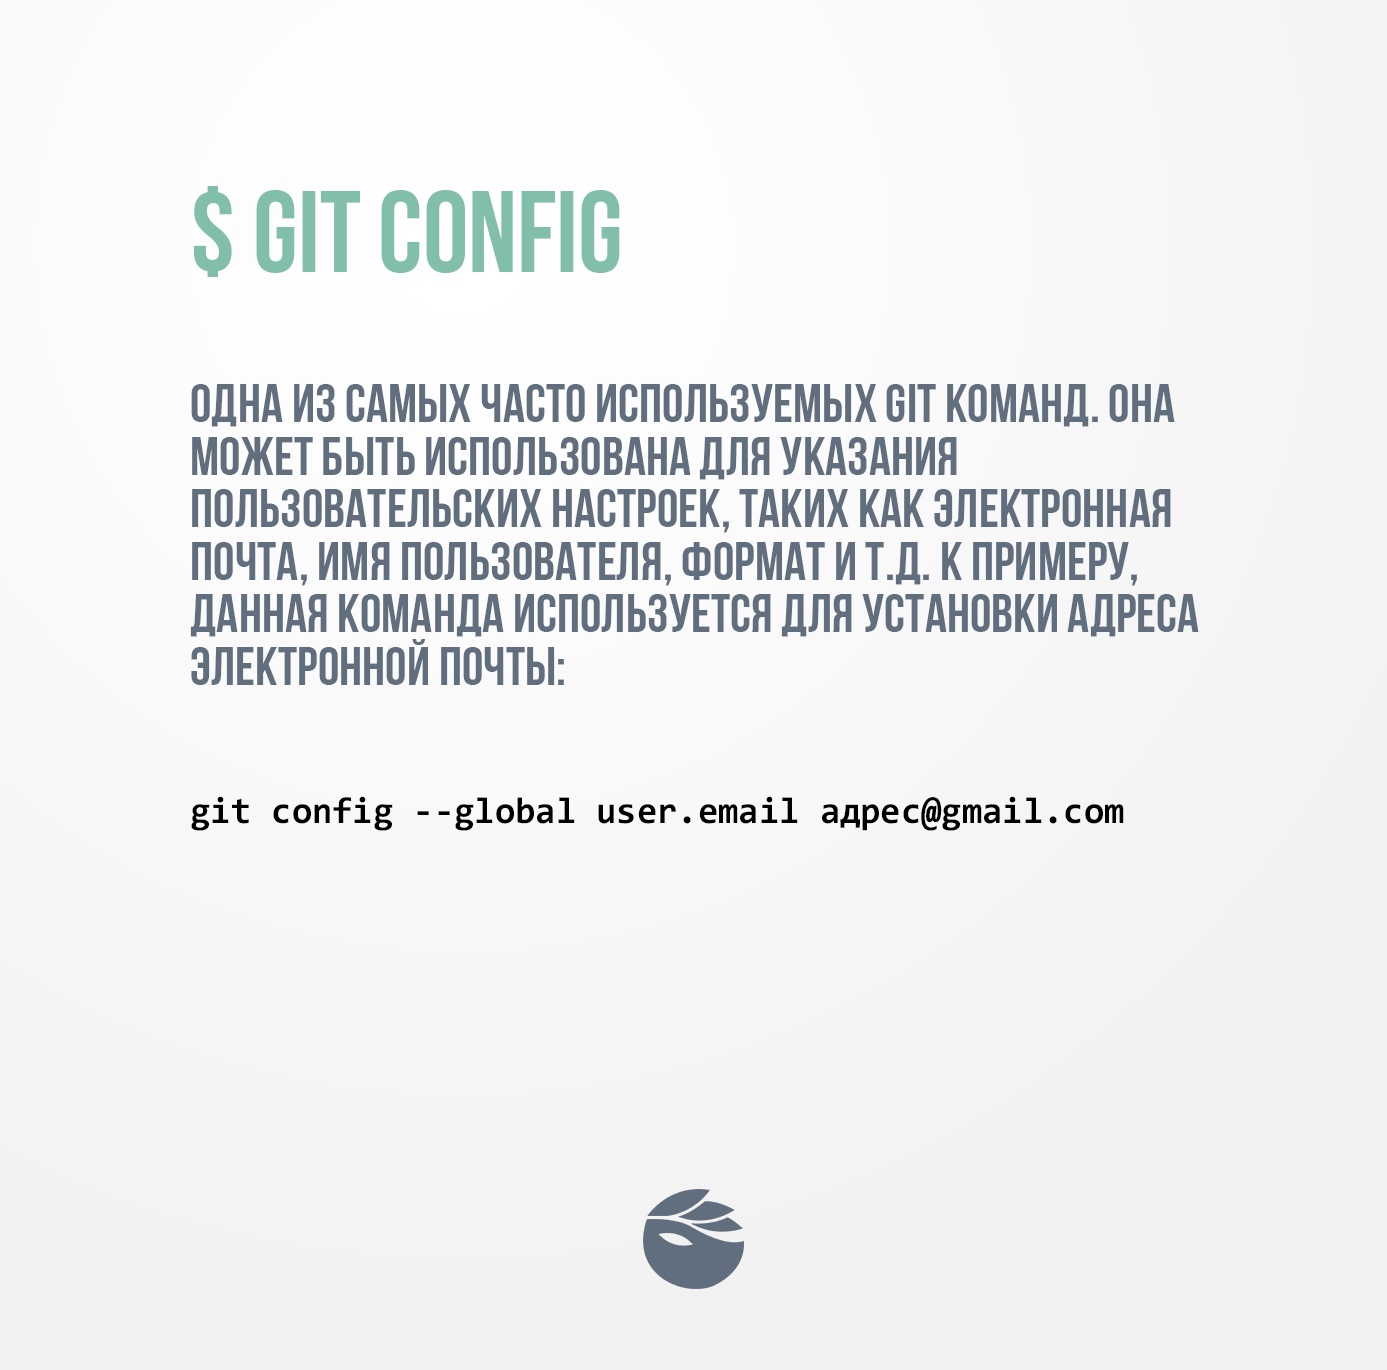 $ GIT CONFIG
ОДНА ИЗ САМЫХ ЧАСТО ИСПОЛЬЗУЕМЫХ GIT КОМАНД. ОНА
МОЖЕТ БЫТЬ ИСПОЛЬЗОВАНА ДЛЯ УКАЗАНИЯ
ПОЛЬЗОВАТЕЛЬСКИХ НАСТРОЕК, ТАКИХ КАК ЭЛЕКТРОННАЯ
ПОЧТА, ИМЯ ПОЛЬЗОВАТЕЛЯ, ФОРМАТ И Т.Д. К ПРИМЕРУ,
ДАННАЯ КОМАНДА ИСПОЛЬЗУЕТСЯ ДЛЯ УСТАНОВКИ АДРЕСА
ЭЛЕКТРОННОЙ ПОЧТЫ:
git config --global user.email адрес@gmail.com